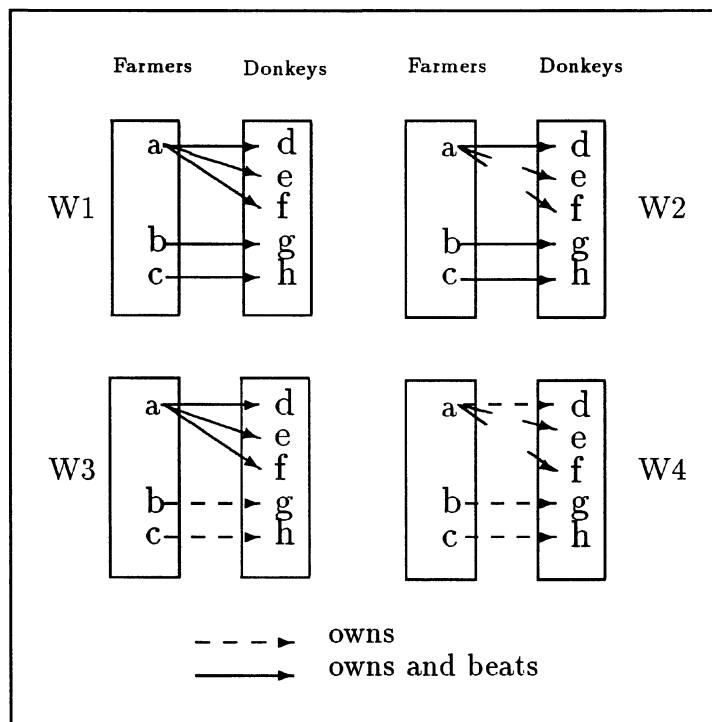 Farmers Donkeys Farmers Donkeys
a d a d
e e
W1 f f W2
b g b g
c h c h
a d a d
e e
W3 f f W4
b g b g
c h c h
owns
owns and beats